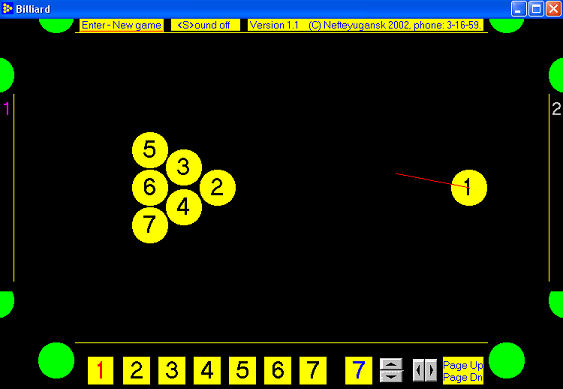 Billiard
Enter - New game <S>ound off Version 1.1 (C) Nefteyugansk 2002, phone: 3-16-59.
1 2
5
3
6 2 1
4
7
1 2 3 4 5 6 7 7 Page Up
Page Dn